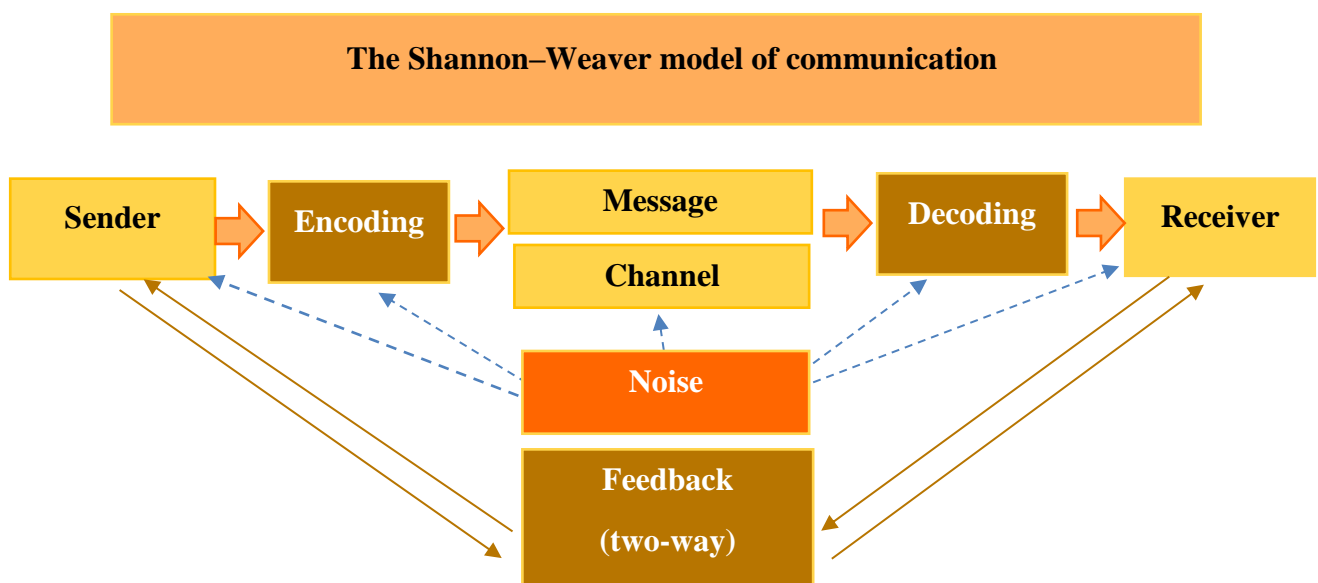 The Shannon–Weaver model of communication
Sender
Encoding
Message
Channel
Decoding
Receiver
Noise
Feedback
(two-way)